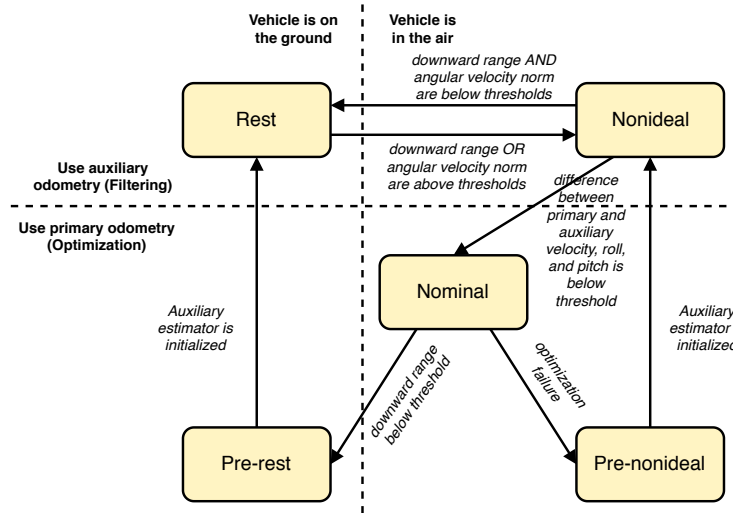 Vehicle is on
the ground
Vehicle is
in the air
downward range AND
angular velocity norm
are below thresholds
Rest
Nonideal
downward range OR
angular velocity norm
are above thresholds
Use auxiliary
odometry (Filtering)
Use primary odometry
(Optimization)
difference
between
primary and
auxiliary
velocity, roll,
and pitch is
below
threshold
Nominal
Auxiliary
estimator is
initialized
Auxiliary
estimator
initialized
downward range
below threshold
optimization
failure
Pre-rest
Pre-nonideal